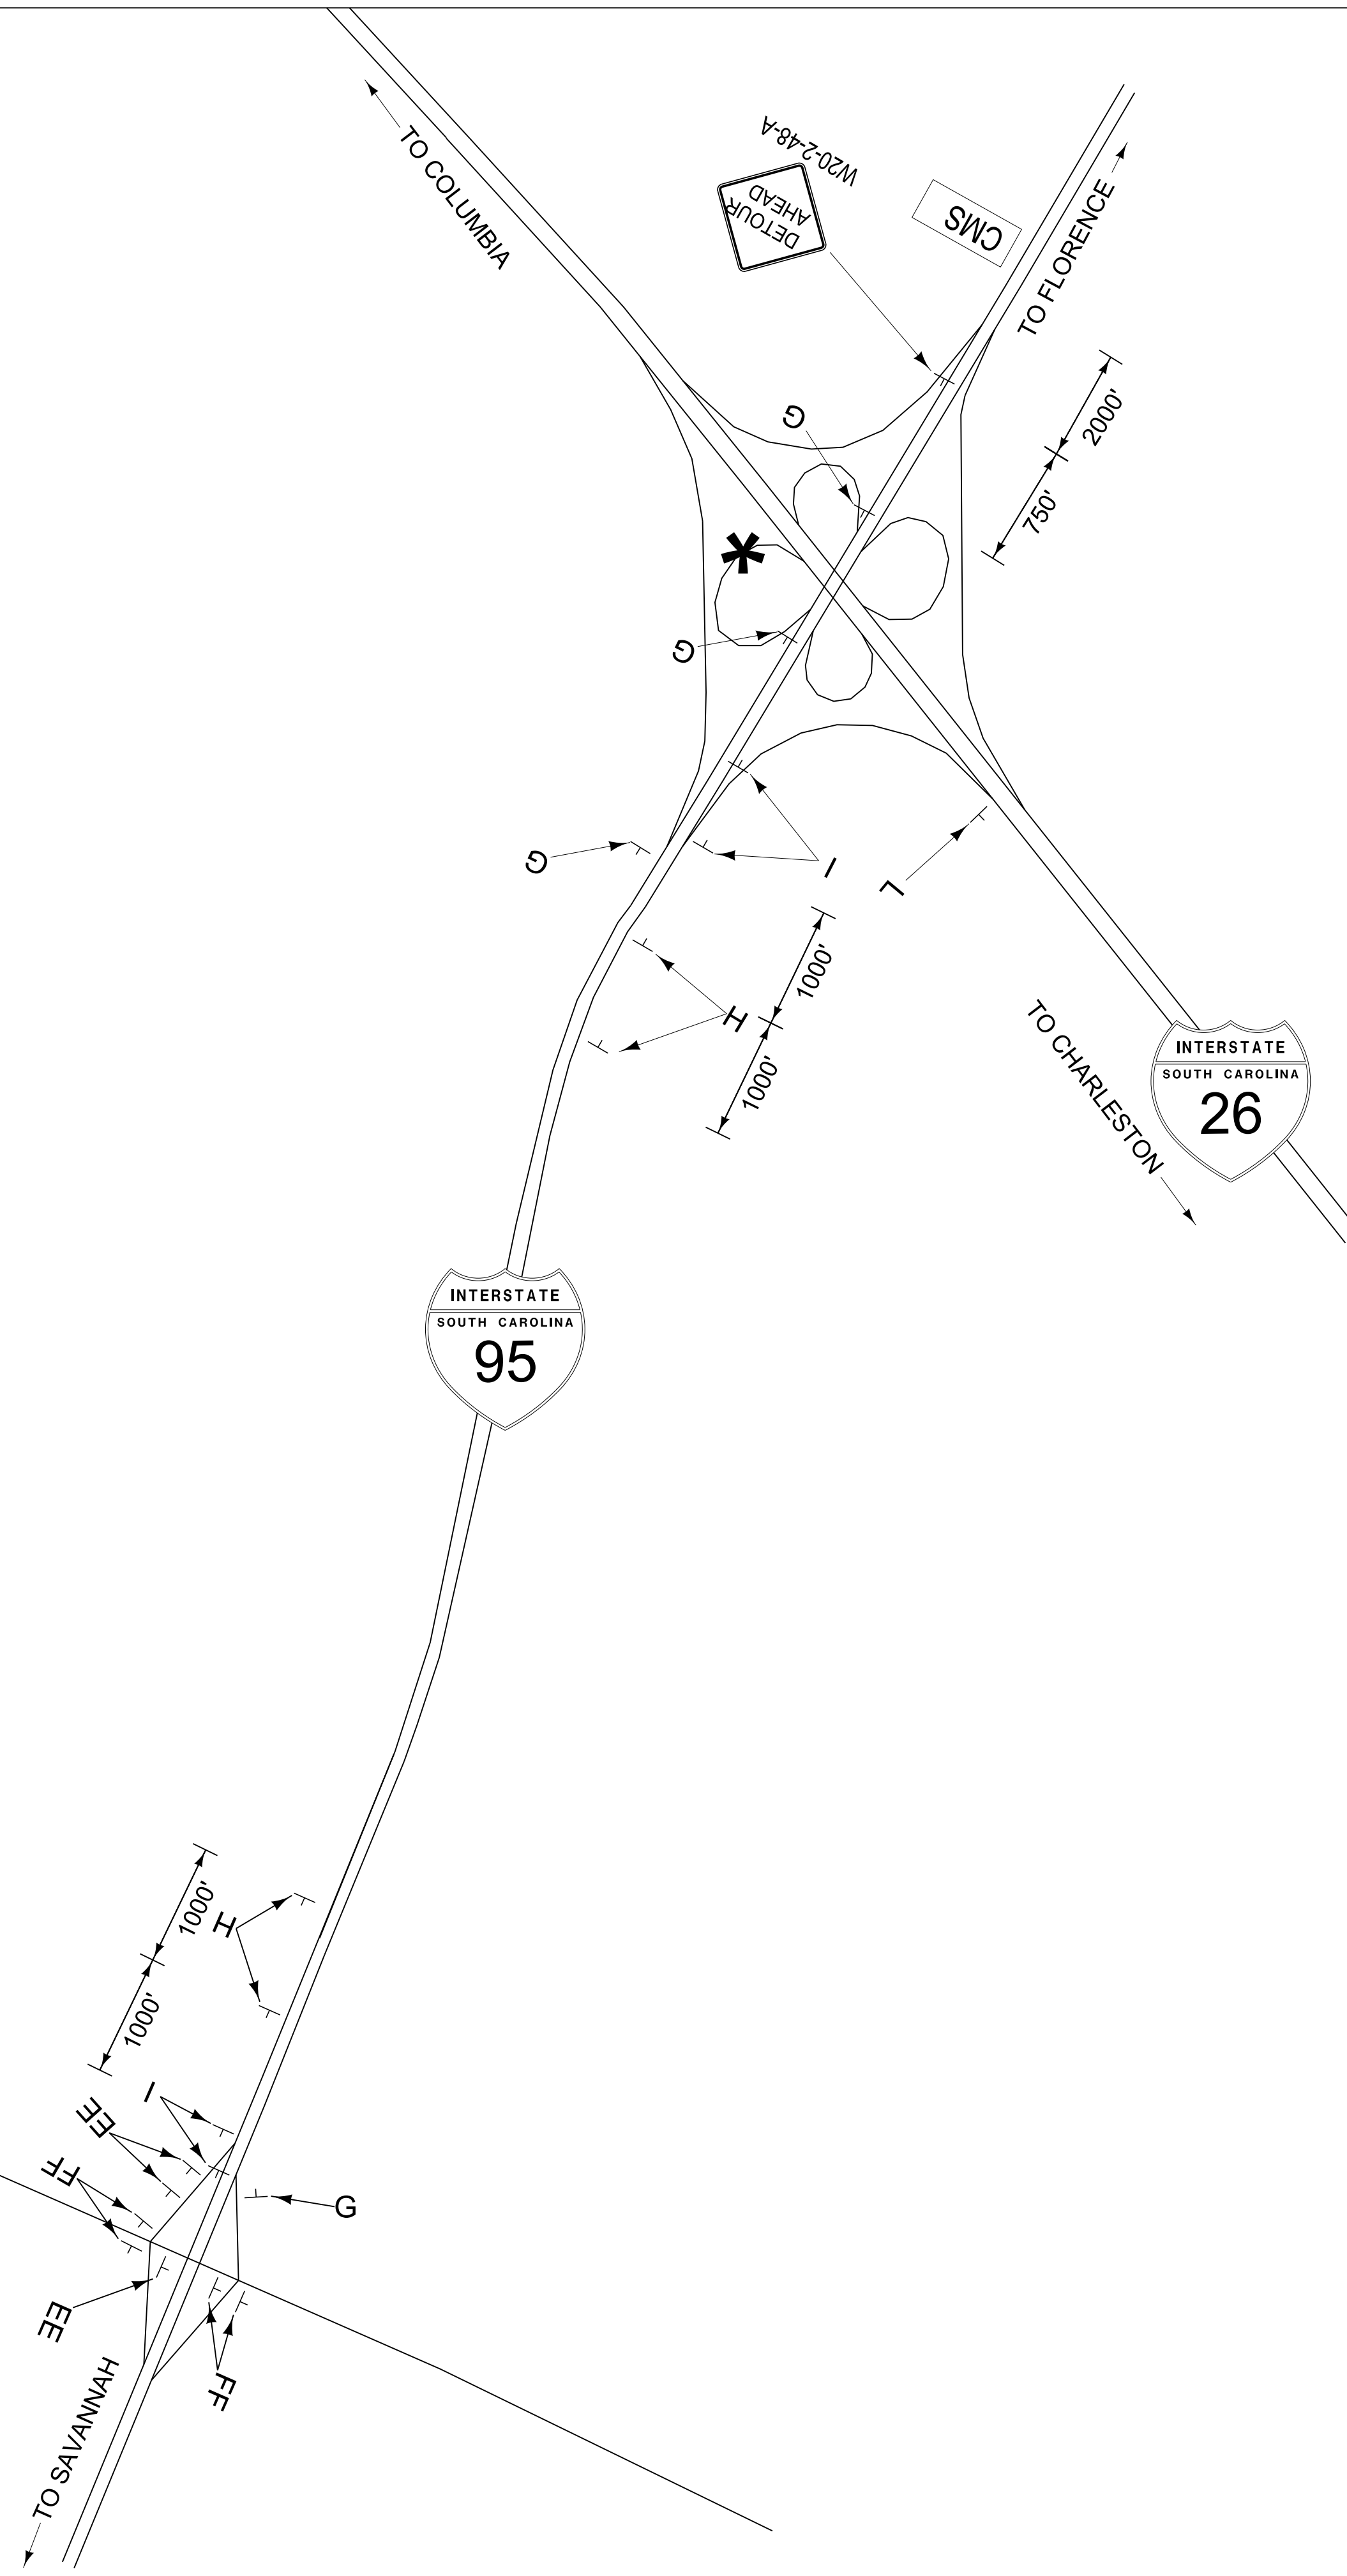 TO COLUMBIA
W20-2-48-A
DETOUR
AHEAD
CMS
TO FLORENCE
2000'
750'
G
*
G
G
I
L
1000'
H
1000'
TO CHARLESTON
INTERSTATE
SOUTH CAROLINA
26
INTERSTATE
SOUTH CAROLINA
95
1000'
H
1000'
I
EE
FF
G
EE
FF
TO SAVANNAH